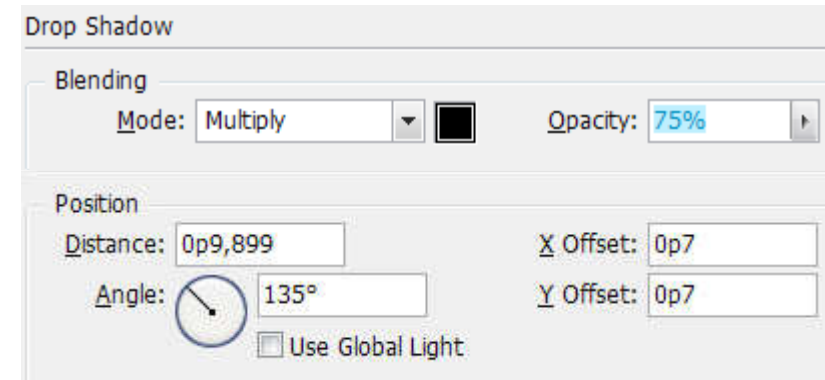 Drop Shadow
Blending
Mode: Multiply Opacity: 75%
Position
Distance: 0p9,899 X Offset: 0p7
Angle: 135° Y Offset: 0p7
Use Global Light